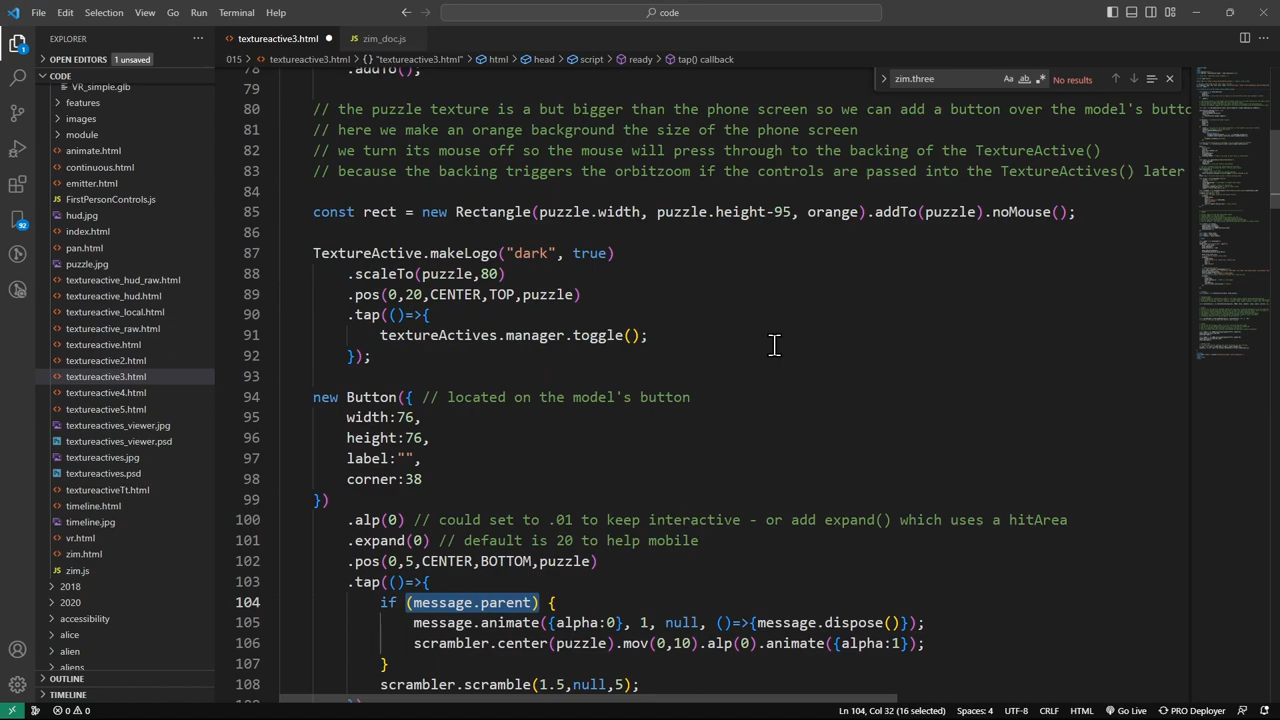 File Edit Selection View Go Run Terminal Help
code
EXPLORER
textureactive3.html
zim_doc.js
OPEN EDITORS 1 unsaved
015 > textureactive3.html > {} "textureactive3.html" > html > head > script > ready > tap() callback
CODE
zim.three
Aa ab No results
VR_simple.glb
features
images
module
animate.html
continuous.html
emitter.html
FirstPersonControls.js
hud.jpg
index.html
pan.html
puzzle.jpg
textureactive_hud_raw.html
textureactive_hud.html
textureactive_local.html
textureactive_raw.html
textureactive.html
textureactive2.html
textureactive3.html
textureactive4.html
textureactive5.html
textureactives_viewer.jpg
textureactives_viewer.psd
textureactives.jpg
textureactives.psd
textureactiveTt.html
timeline.html
timeline.jpg
vr.html
zim.html
zim.js
2018
2020
accessibility
alice
alien
aliens
OUTLINE
TIMELINE
1
92
78 .addTo();
79
80 // the puzzle texture is a but bigger than the phone seen so we can add a button over the model's butto
81 // here we make an orange background the size of the phone screen
82 // we turn its mouse off or the mouse will press through to the backing of the TextureActive()
83 // because the backing triggers the orbitzoom if the controls are passed into the TextureActives() later
84
85 const rect = new Rectangle(puzzle.width, puzzle.height-95, orange).addTo(puzzle).noMouse();
86
87 TextureActive.makeLogo("dark", true)
88 .scaleTo(puzzle,80)
89 .pos(0,20,CENTER,TOP,puzzle)
90 .tap(()=>{
91 textureActives.manager.toggle();
92 });
93
94 new Button({ // located on the model's button
95 width:76,
96 height:76,
97 label:"",
98 corner:38
99 })
100 .alp(0) // could set to .01 to keep interactive - or add expand() which uses a hitArea
101 .expand(0) // default is 20 to help mobile
102 .pos(0,5,CENTER,BOTTOM,puzzle)
103 .tap(()=>{
104 if (message.parent) {
105 message.animate({alpha:0}, 1, null, ()=>{message.dispose()});
106 scrambler.center(puzzle).mov(0,10).alp(0).animate({alpha:1});
107 }
108 scrambler.scramble(1.5,null,5);
0 0 Ln 104, Col 32 (16 selected) Spaces: 4 UTF-8 CRLF HTML Go Live PRO Deployer